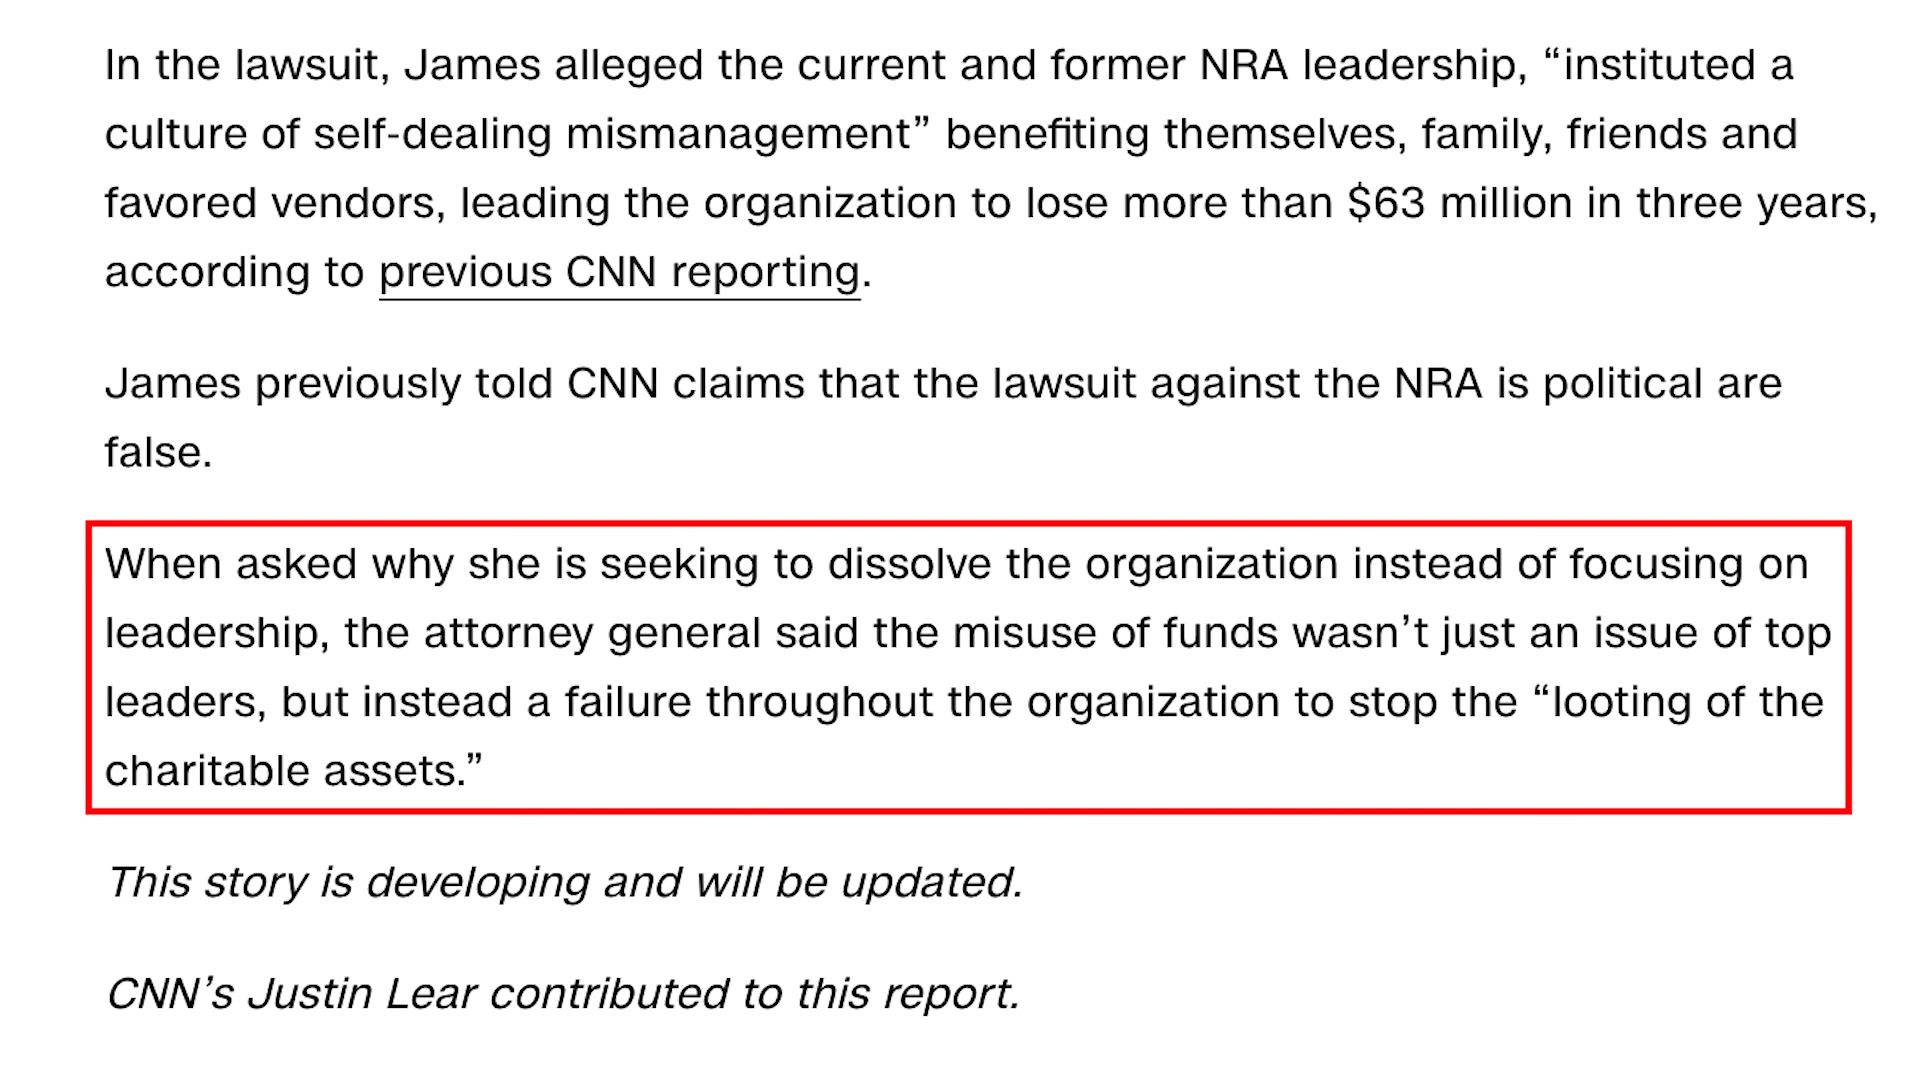 In the lawsuit, James alleged the current and former NRA leadership, “instituted a
culture of self-dealing mismanagement” benefiting themselves, family, friends and
favored vendors, leading the organization to lose more than $63 million in three years,
according to previous CNN reporting.
James previously told CNN claims that the lawsuit against the NRA is political are
false.
When asked why she is seeking to dissolve the organization instead of focusing on
leadership, the attorney general said the misuse of funds wasn’t just an issue of top
leaders, but instead a failure throughout the organization to stop the “looting of the
charitable assets.”
This story is developing and will be updated.
CNN’s Justin Lear contributed to this report.